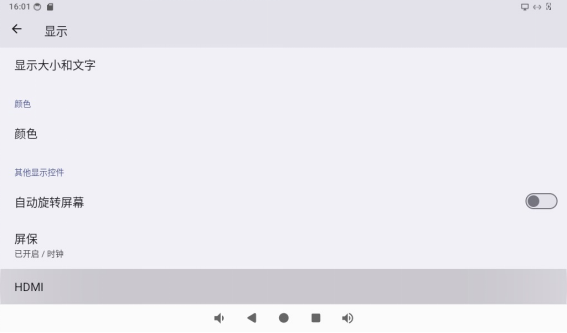 16:01
显示
显示大小和文字
颜色
颜色
其他显示控件
自动旋转屏幕
屏保
已开启 / 时钟
HDMI